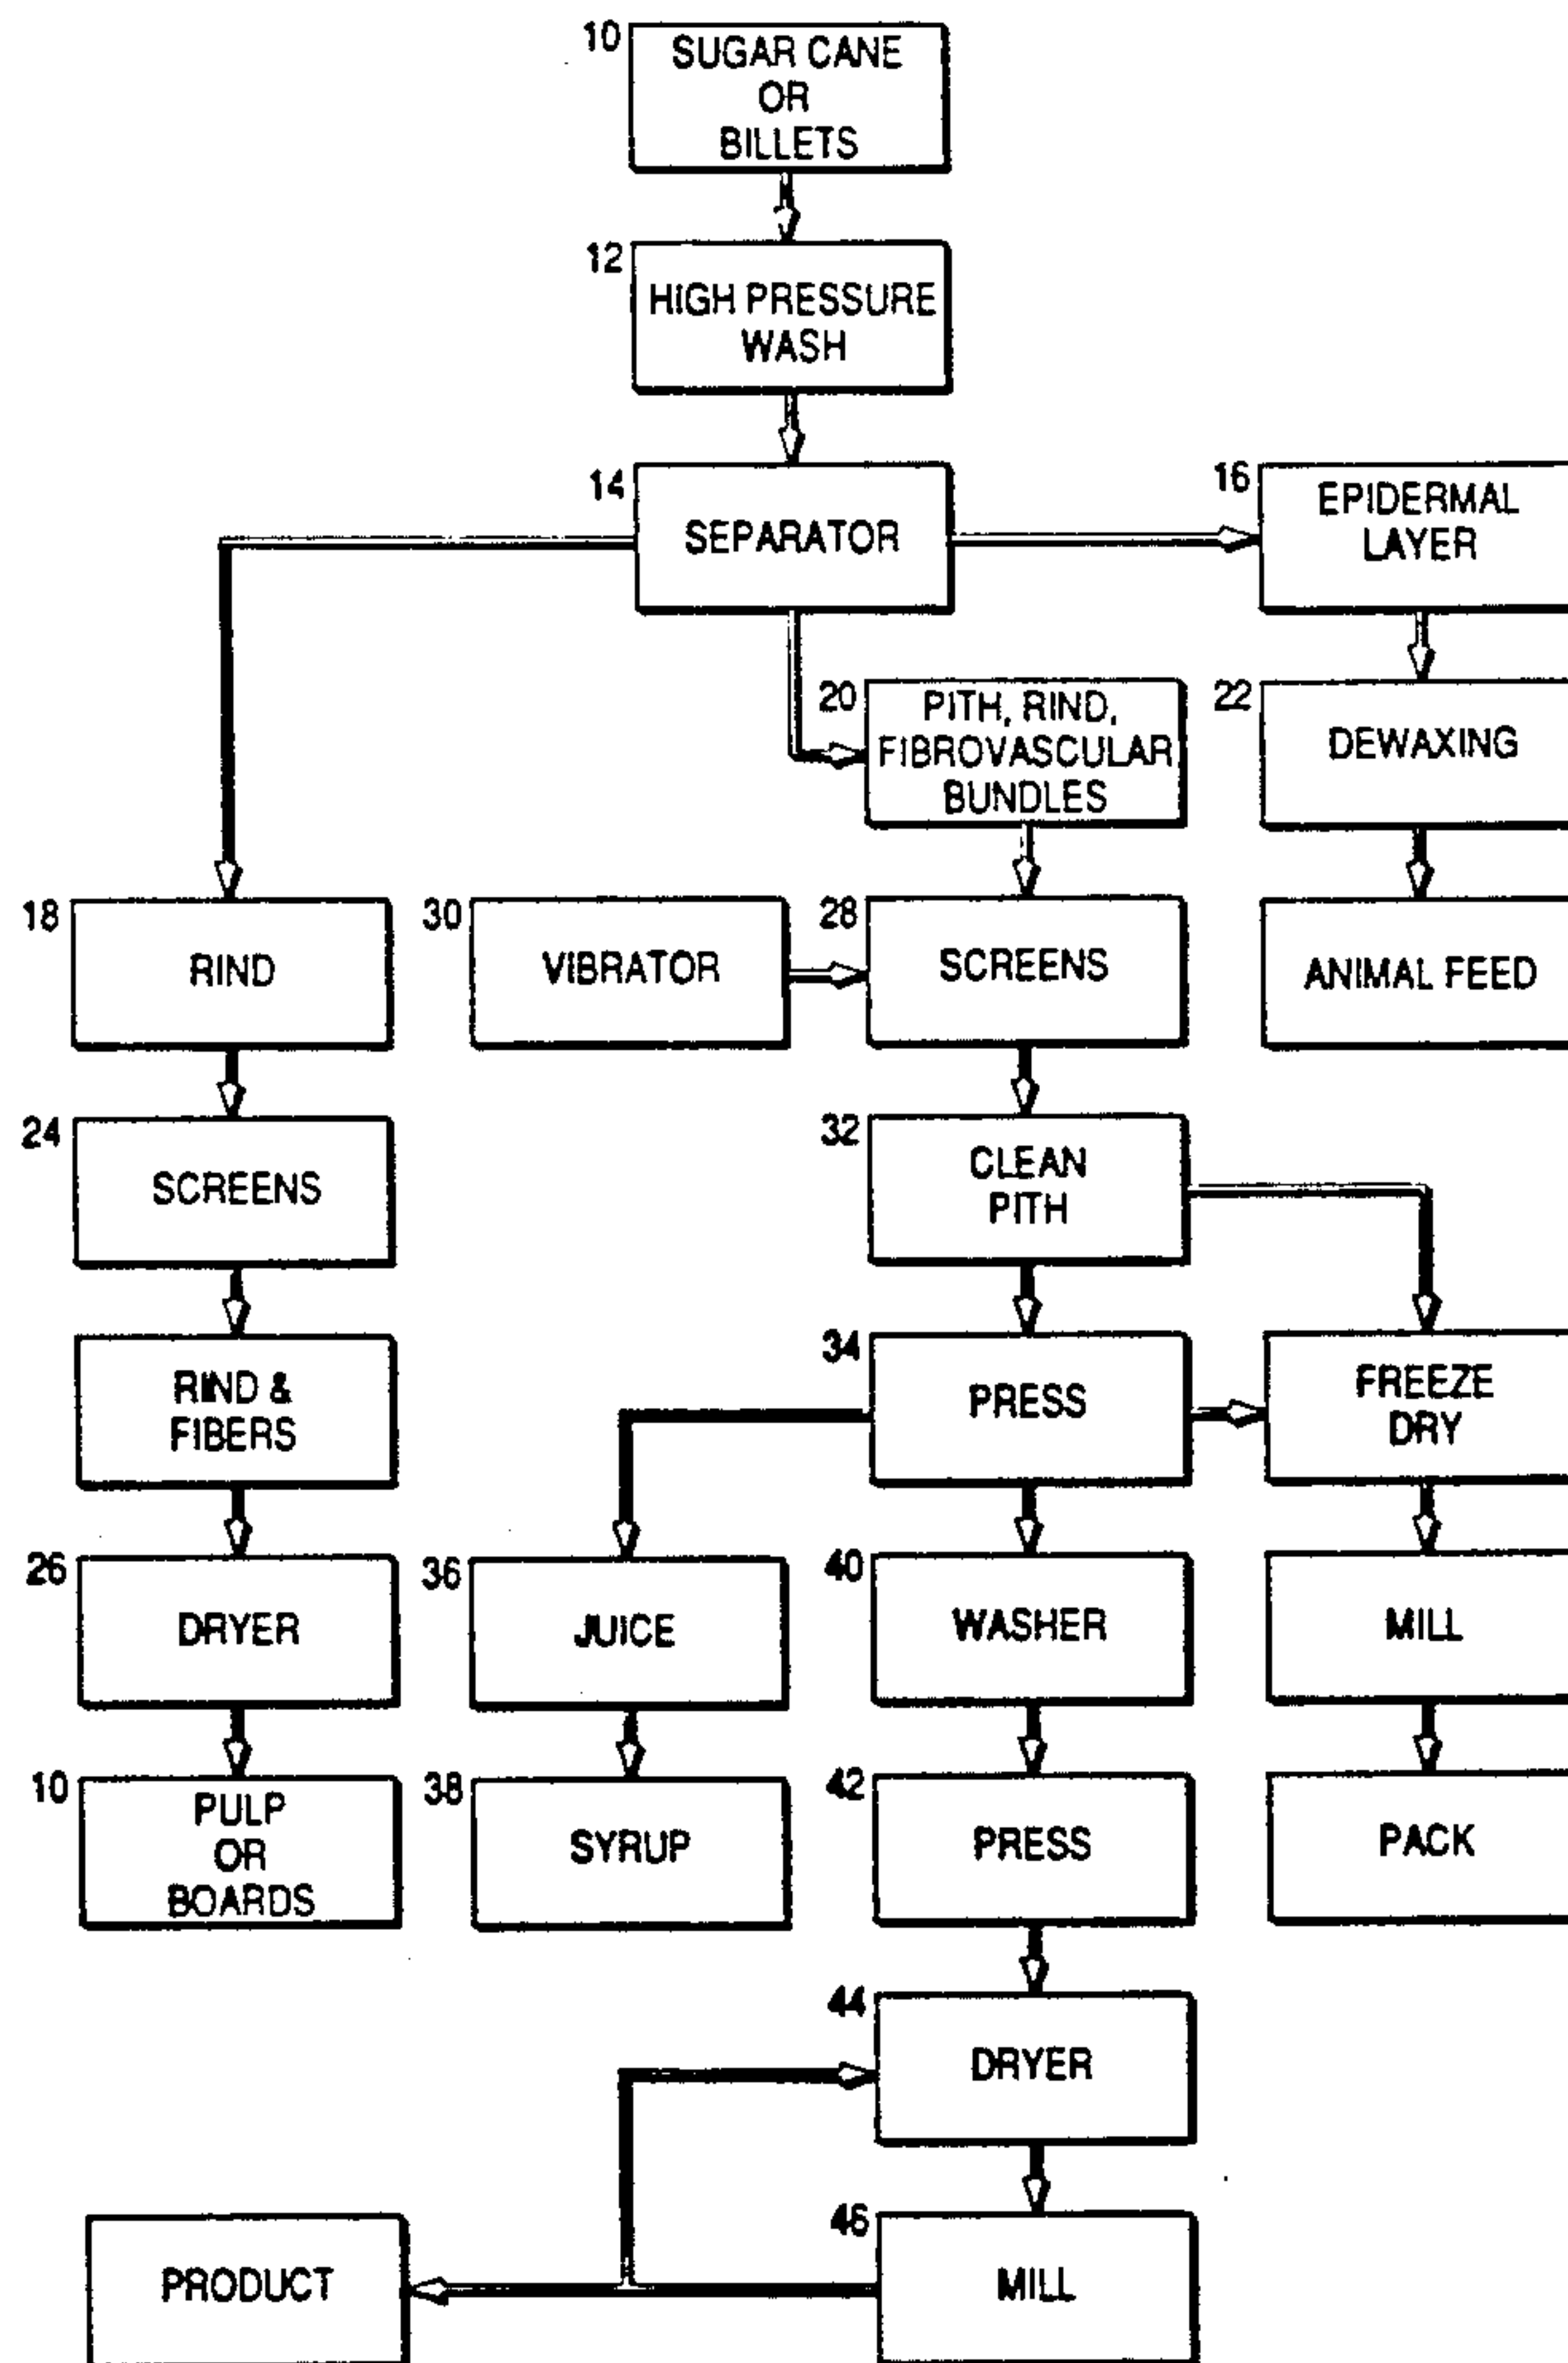 10
SUGAR CANE
OR
BILLETS
12
HIGH PRESSURE
WASH
14
SEPARATOR
16
EPIDERMAL
LAYER
20
PITH, RIND,
FIBROVASCULAR
BUNDLES
22
DEWAXING
18
RIND
30
VIBRATOR
28
SCREENS
ANIMAL FEED
24
SCREENS
32
CLEAN
PITH
RIND &
FIBERS
34
PRESS
FREEZE
DRY
26
DRYER
36
JUICE
40
WASHER
MILL
10
PULP
OR
BOARDS
38
SYRUP
42
PRESS
PACK
44
DRYER
PRODUCT
46
MILL